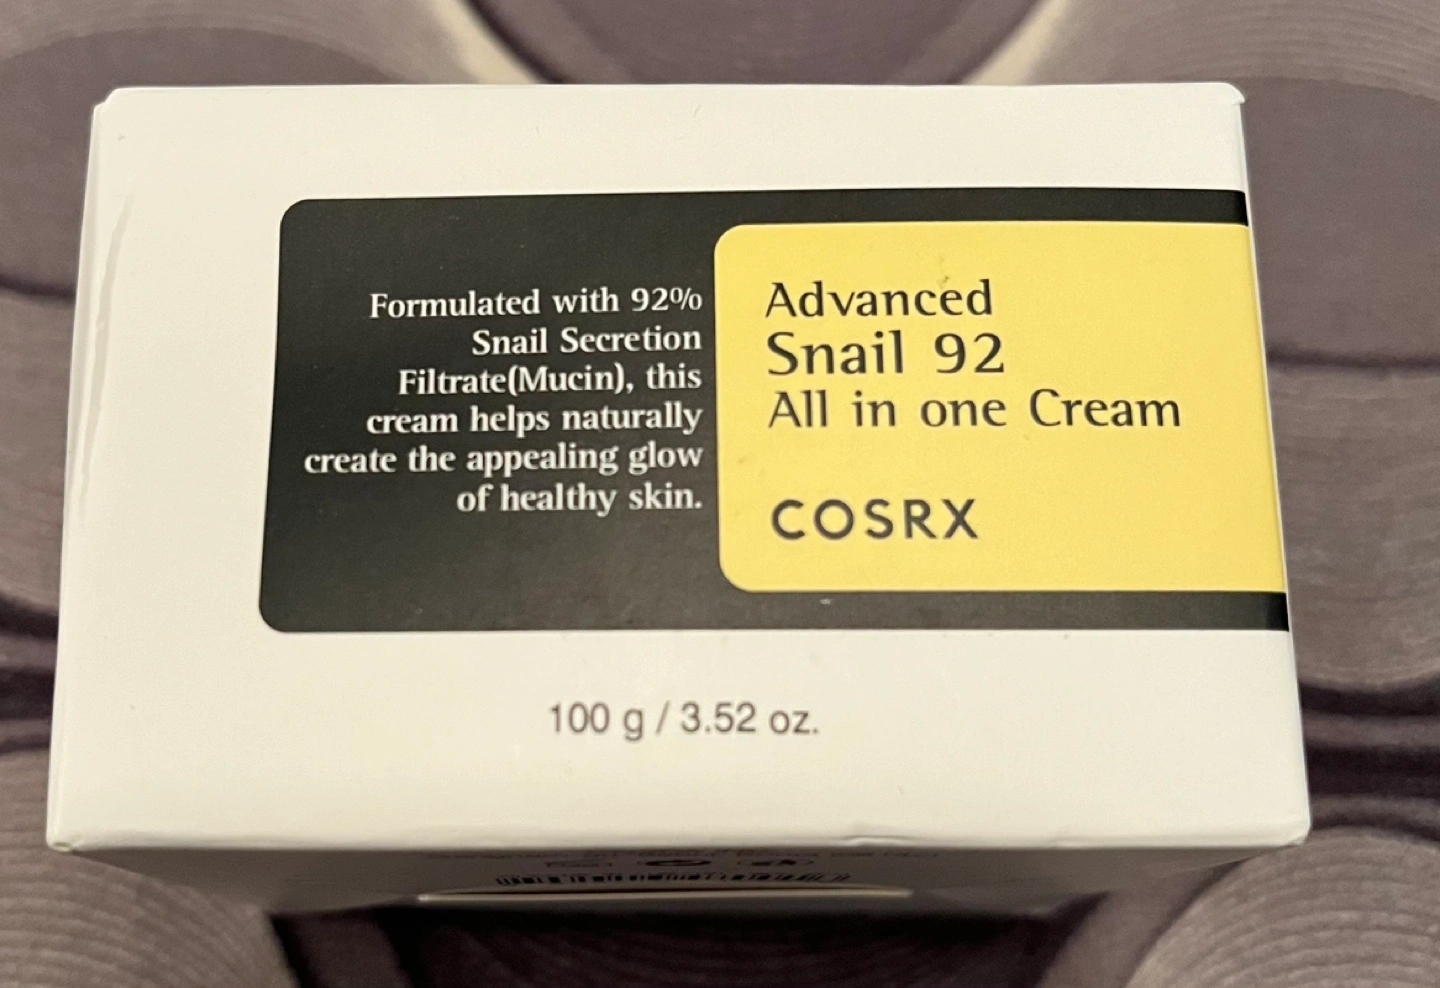 Formulated with 92%
Snail Secretion
Filtrate(Mucin), this
cream helps naturally
create the appealing glow
of healthy skin.
Advanced
Snail 92
All in one Cream
COSRX
100 g / 3.52 oz.